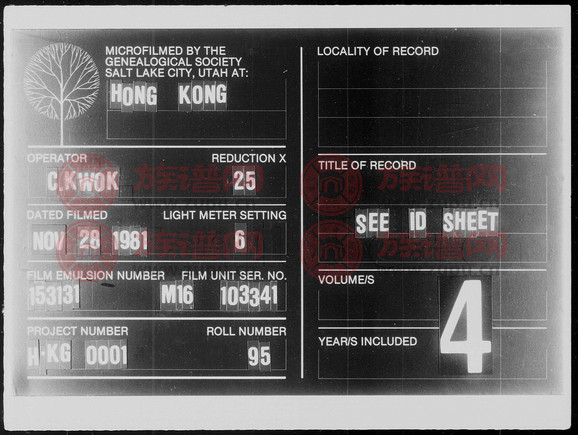 MICROFILMED BY THE
GENEALOGICAL SOCIETY
SALT LAKE CITY, UTAH AT:
HONG KONG
OPERATOR REDUCTION X
C.KWOK 25
DATED FILMED LIGHT METER SETTING
NOV 28 1981 6
FILM EMULSION NUMBER FILM UNIT SER. NO.
153131 M16 103341
PROJECT NUMBER ROLL NUMBER
H-KG 0001 95
LOCALITY OF RECORD
TITLE OF RECORD
SEE ID SHEET
VOLUME/S
4
YEAR/S INCLUDED
族谱网
族谱网
族谱网
族谱网